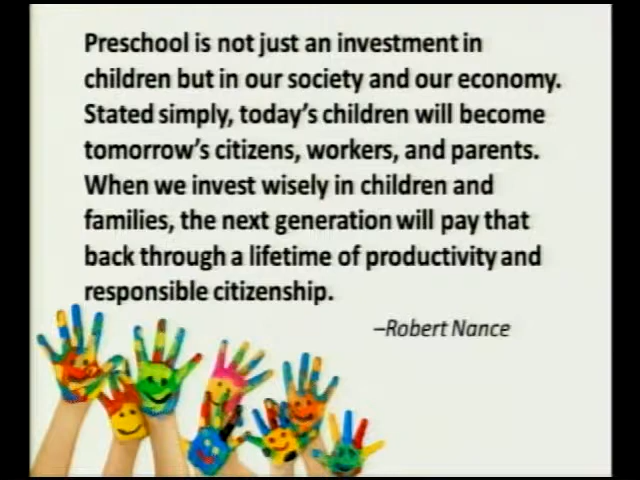 Preschool is not just an investment in
children but in our society and our economy.
Stated simply, today's children will become
tomorrow's citizens, workers, and parents.
When we invest wisely in children and
families, the next generation will pay that
back through a lifetime of productivity and
responsible citizenship.
–Robert Nance